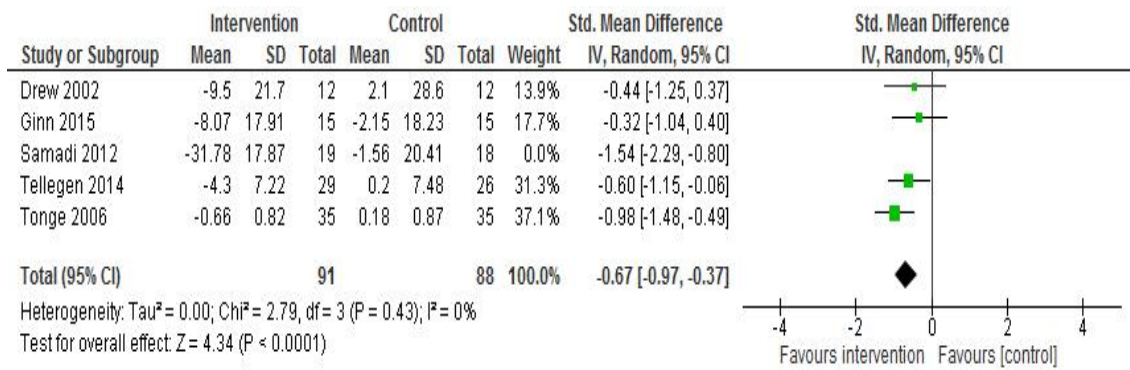 Intervention Control Std. Mean Difference Std. Mean Difference
Study or Subgroup Mean SD Total Mean SD Total Weight IV, Random, 95% CI IV, Random, 95% CI
Drew 2002 -9.5 21.7 12 2.1 28.6 12 13.9% -0.44 [-1.25, 0.37]
Ginn 2015 -8.07 17.91 15 -2.15 18.23 15 17.7% -0.32 [-1.04, 0.40]
Samadi 2012 -31.78 17.87 19 -1.56 20.41 18 0.0% -1.54 [-2.29, -0.80]
Tellegen 2014 -4.3 7.22 29 0.2 7.48 26 31.3% -0.60 [-1.15, -0.06]
Tonge 2006 -0.66 0.82 35 0.18 0.87 35 37.1% -0.98 [-1.48, -0.49]
Total (95% CI) 91 88 100.0% -0.67 [-0.97, -0.37]
Heterogeneity: Tau² = 0.00; Chi² = 2.79, df = 3 (P = 0.43); I² = 0%
Test for overall effect: Z = 4.34 (P < 0.0001)
-4 -2 0 2 4
Favours intervention Favours [control]